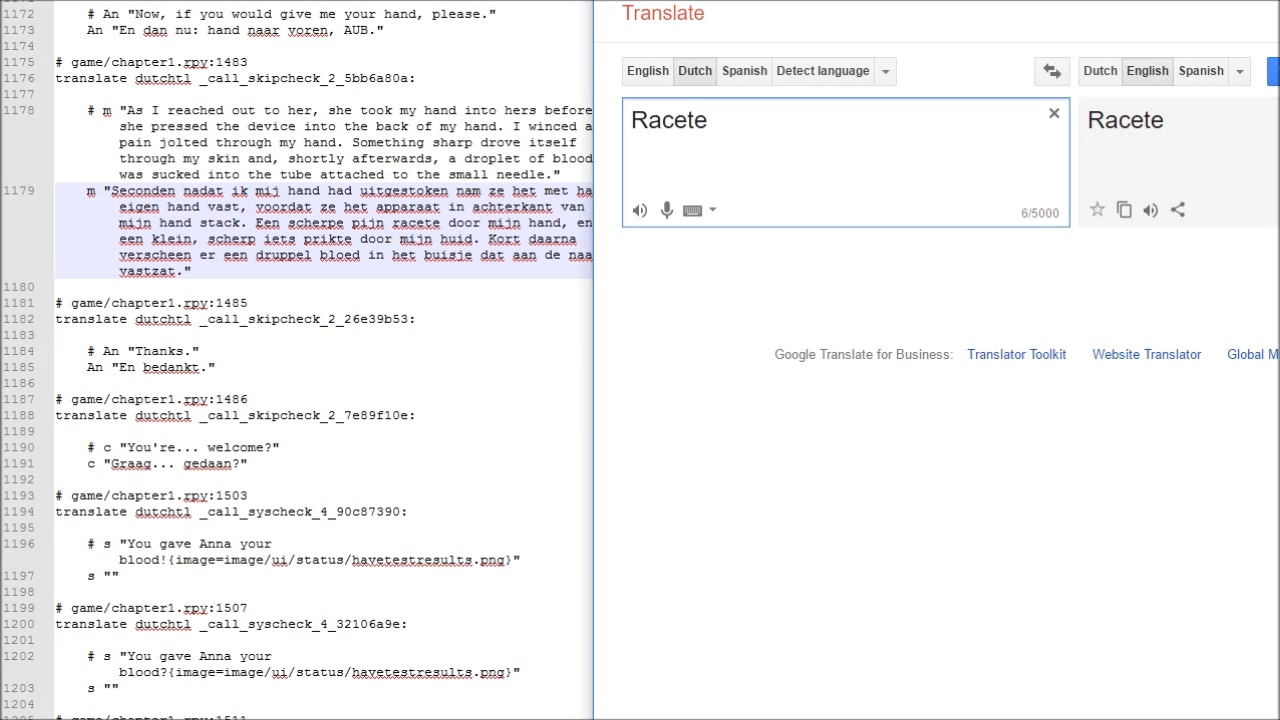 1172 # An "Now, if you would give me your hand, please."
1173 An "En dan nu: hand naar voren, AUB."
1174
1175 # game/chapter1.rpy:1483
1176 translate dutchtl _call_skipcheck_2_5bb6a80a:
1177
1178 # m "As I reached out to her, she took my hand into hers before
she pressed the device into the back of my hand. I winced a
pain jolted through my hand. Something sharp drove itself
through my skin and, shortly afterwards, a droplet of blood
was sucked into the tube attached to the small needle."
1179 m "Seconden nadat ik mij hand had uitgestoken nam ze het met ha
eigen hand vast, voordat ze het apparaat in achterkant van
mijn hand stack. Een scherpe pijn racete door mijn hand, en
een klein, scherp iets prikte door mijn huid. Kort daarna
verscheen er een druppel bloed in het buisje dat aan de naa
vastzat."
1180
1181 # game/chapter1.rpy:1485
1182 translate dutchtl _call_skipcheck_2_26e39b53:
1183
1184 # An "Thanks."
1185 An "En bedankt."
1186
1187 # game/chapter1.rpy:1486
1188 translate dutchtl _call_skipcheck_2_7e89f10e:
1189
1190 # c "You're... welcome?"
1191 c "Graag... gedaan?"
1192
1193 # game/chapter1.rpy:1503
1194 translate dutchtl _call_syscheck_4_90c87390:
1195
1196 # s "You gave Anna your
blood!{image=image/ui/status/havetestresults.png}"
1197 s ""
1198
1199 # game/chapter1.rpy:1507
1200 translate dutchtl _call_syscheck_4_32106a9e:
1201
1202 # s "You gave Anna your
blood?{image=image/ui/status/havetestresults.png}"
1203 s ""
1204
1205 # game/chapter1.rpy:1511
Translate
English Dutch Spanish Detect language
Dutch English Spanish
Racete
6/5000
Racete
Google Translate for Business: Translator Toolkit Website Translator Global M